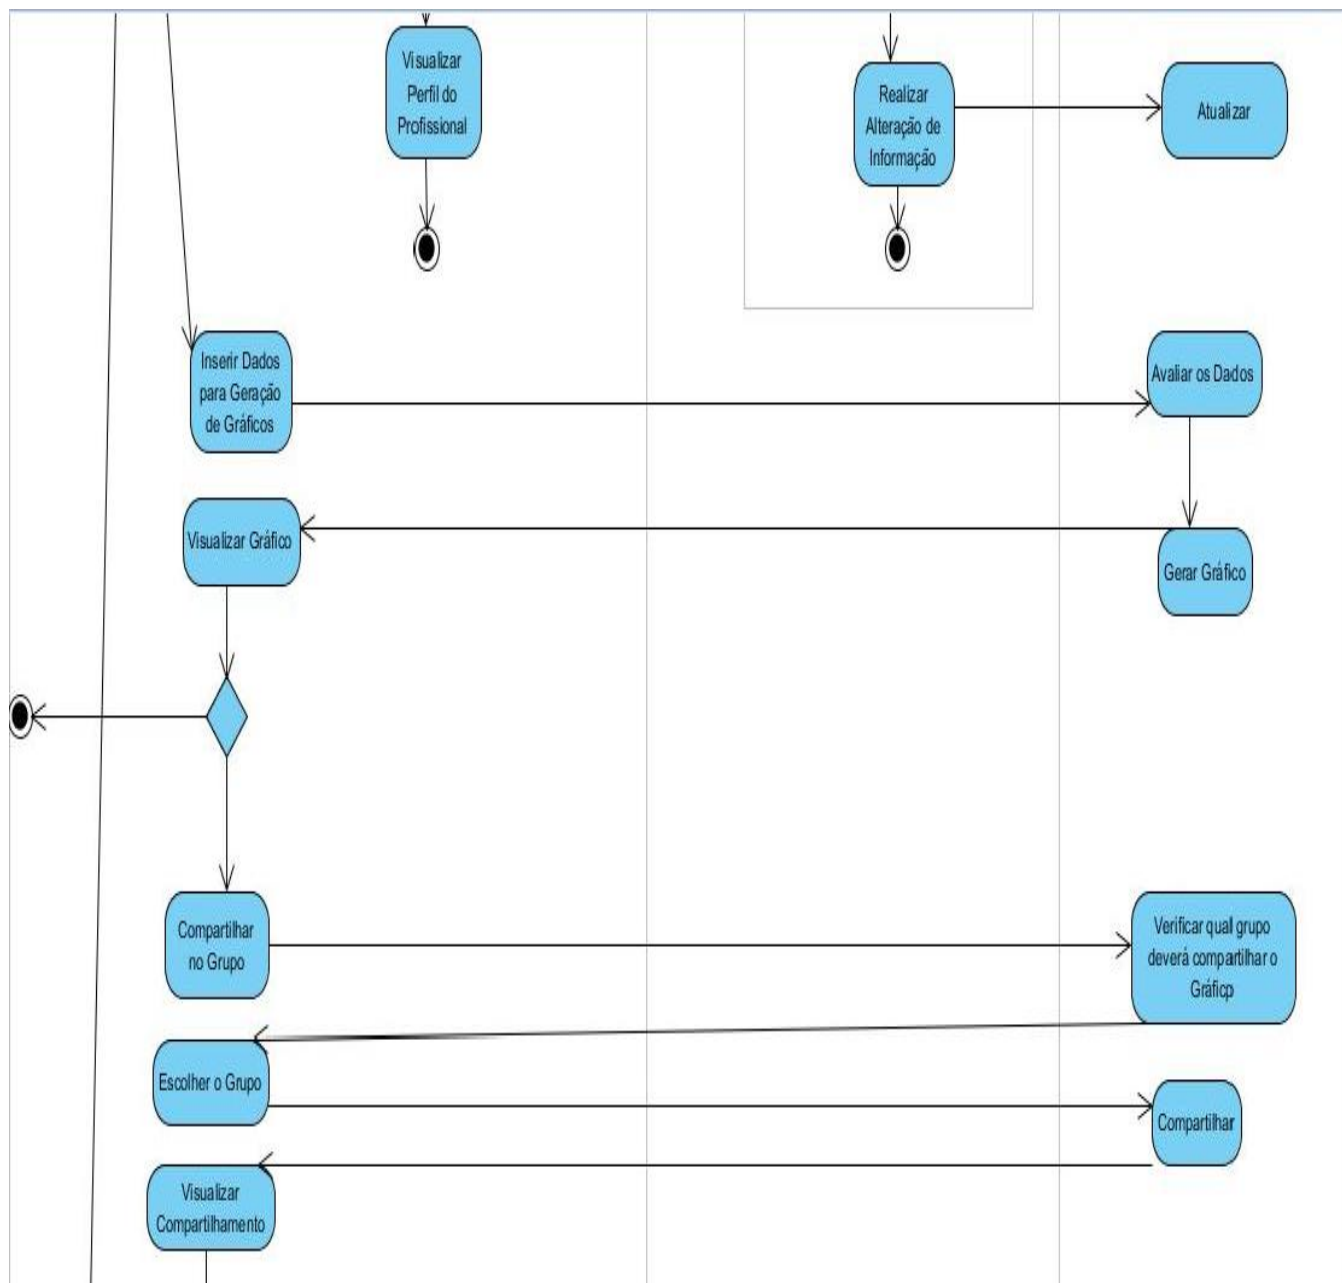 Visualizar
Perfil do
Profissional
Realizar
Alteração de
Informação
Atualizar
Inserir Dados
para Geração
de Gráficos
Avaliar os Dados
Visualizar Gráfico
Gerar Gráfico
Compartilhar
no Grupo
Verificar qual grupo
deverá compartilhar o
Gráfiçp
Escolher o Grupo
Compartilhar
Visualizar
Compartilhamento